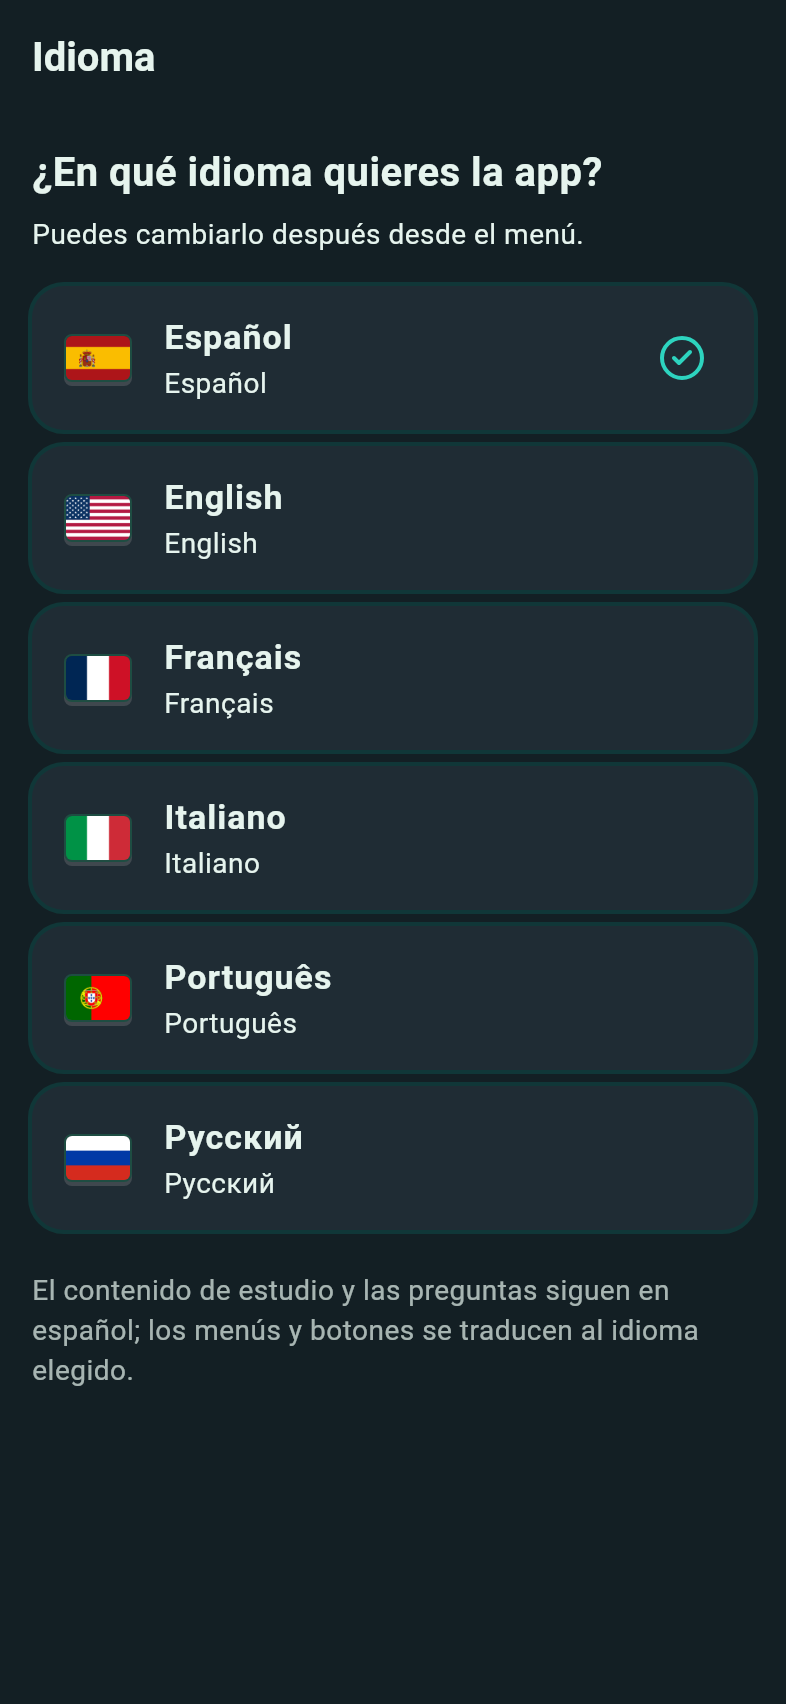 Idioma
¿En qué idioma quieres la app?
Puedes cambiarlo después desde el menú.
Español
Español
English
English
Français
Français
Italiano
Italiano
Português
Português
Русский
Русский
El contenido de estudio y las preguntas siguen en
español; los menús y botones se traducen al idioma
elegido.